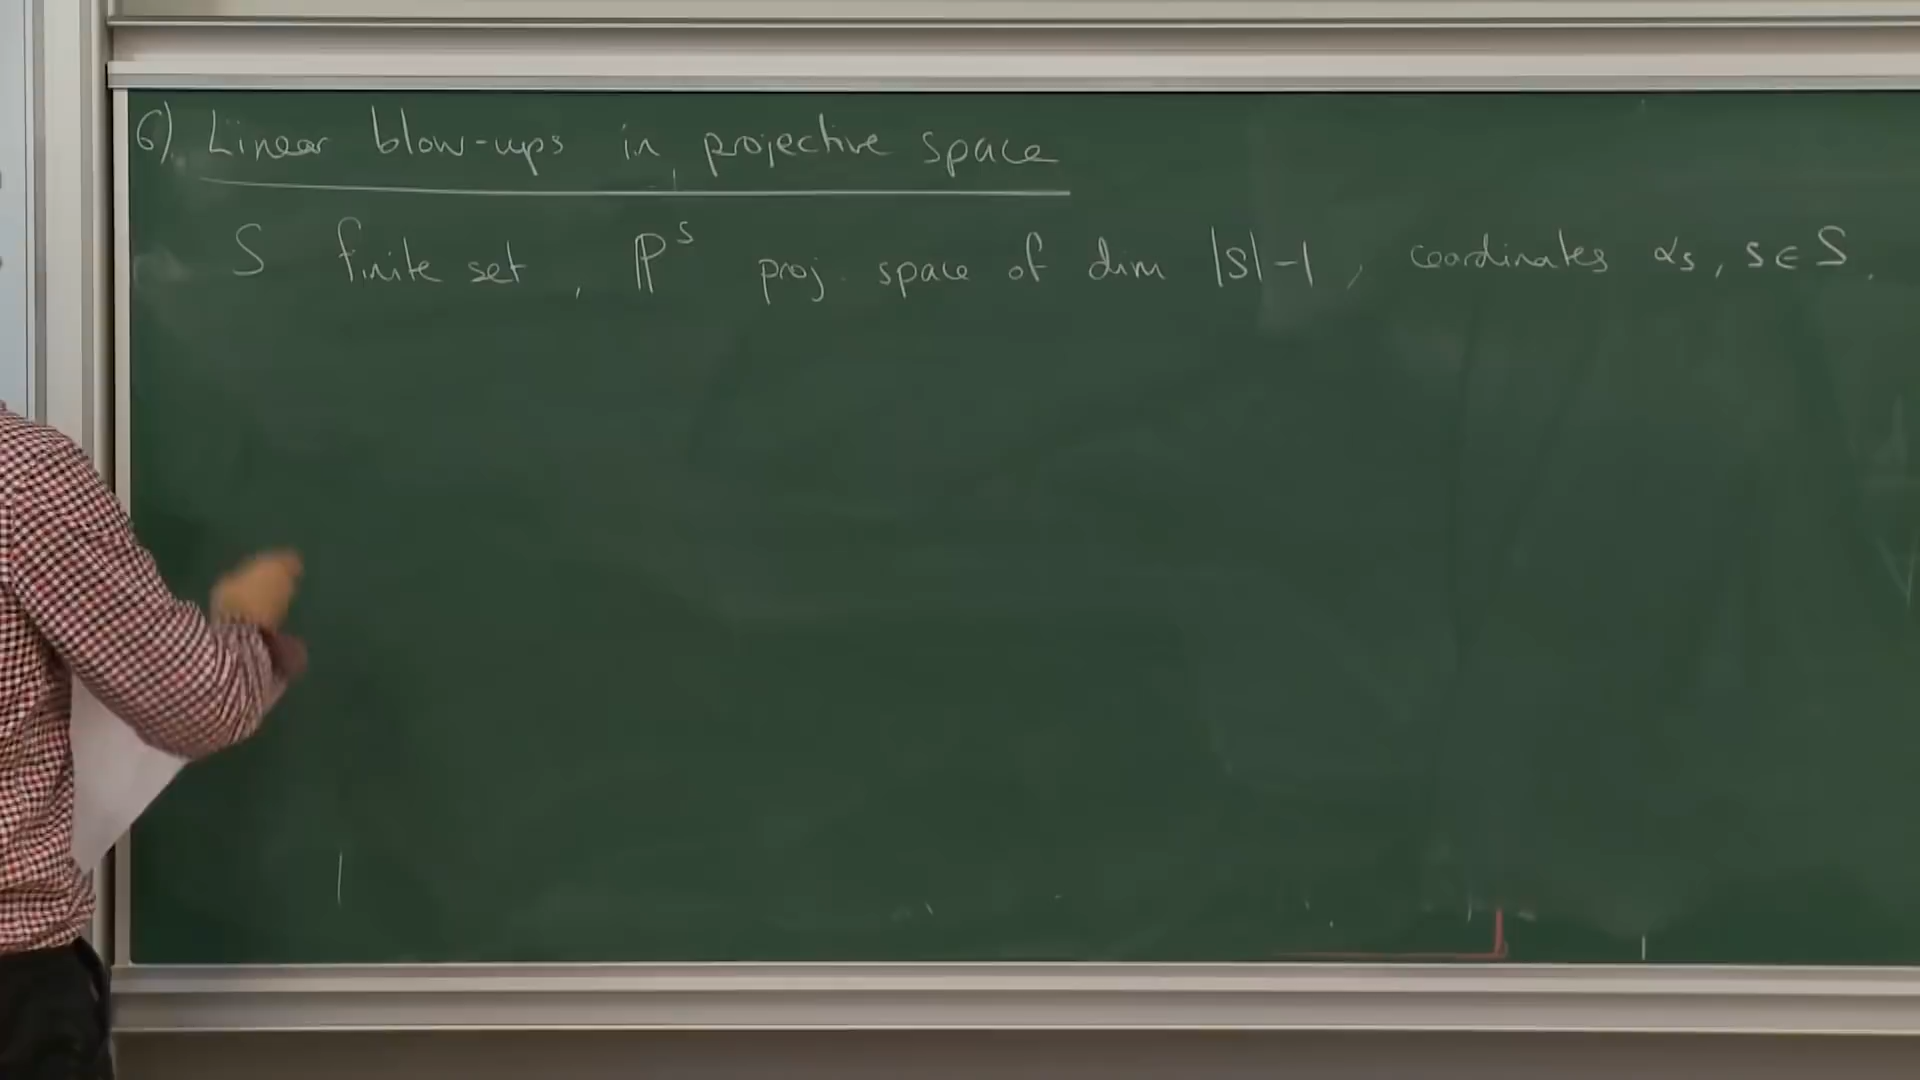 6) Linear blow-ups in projective space
S finite set, ℙ^S proj. space of dim |S|-1, coordinates α_s, s∈S.